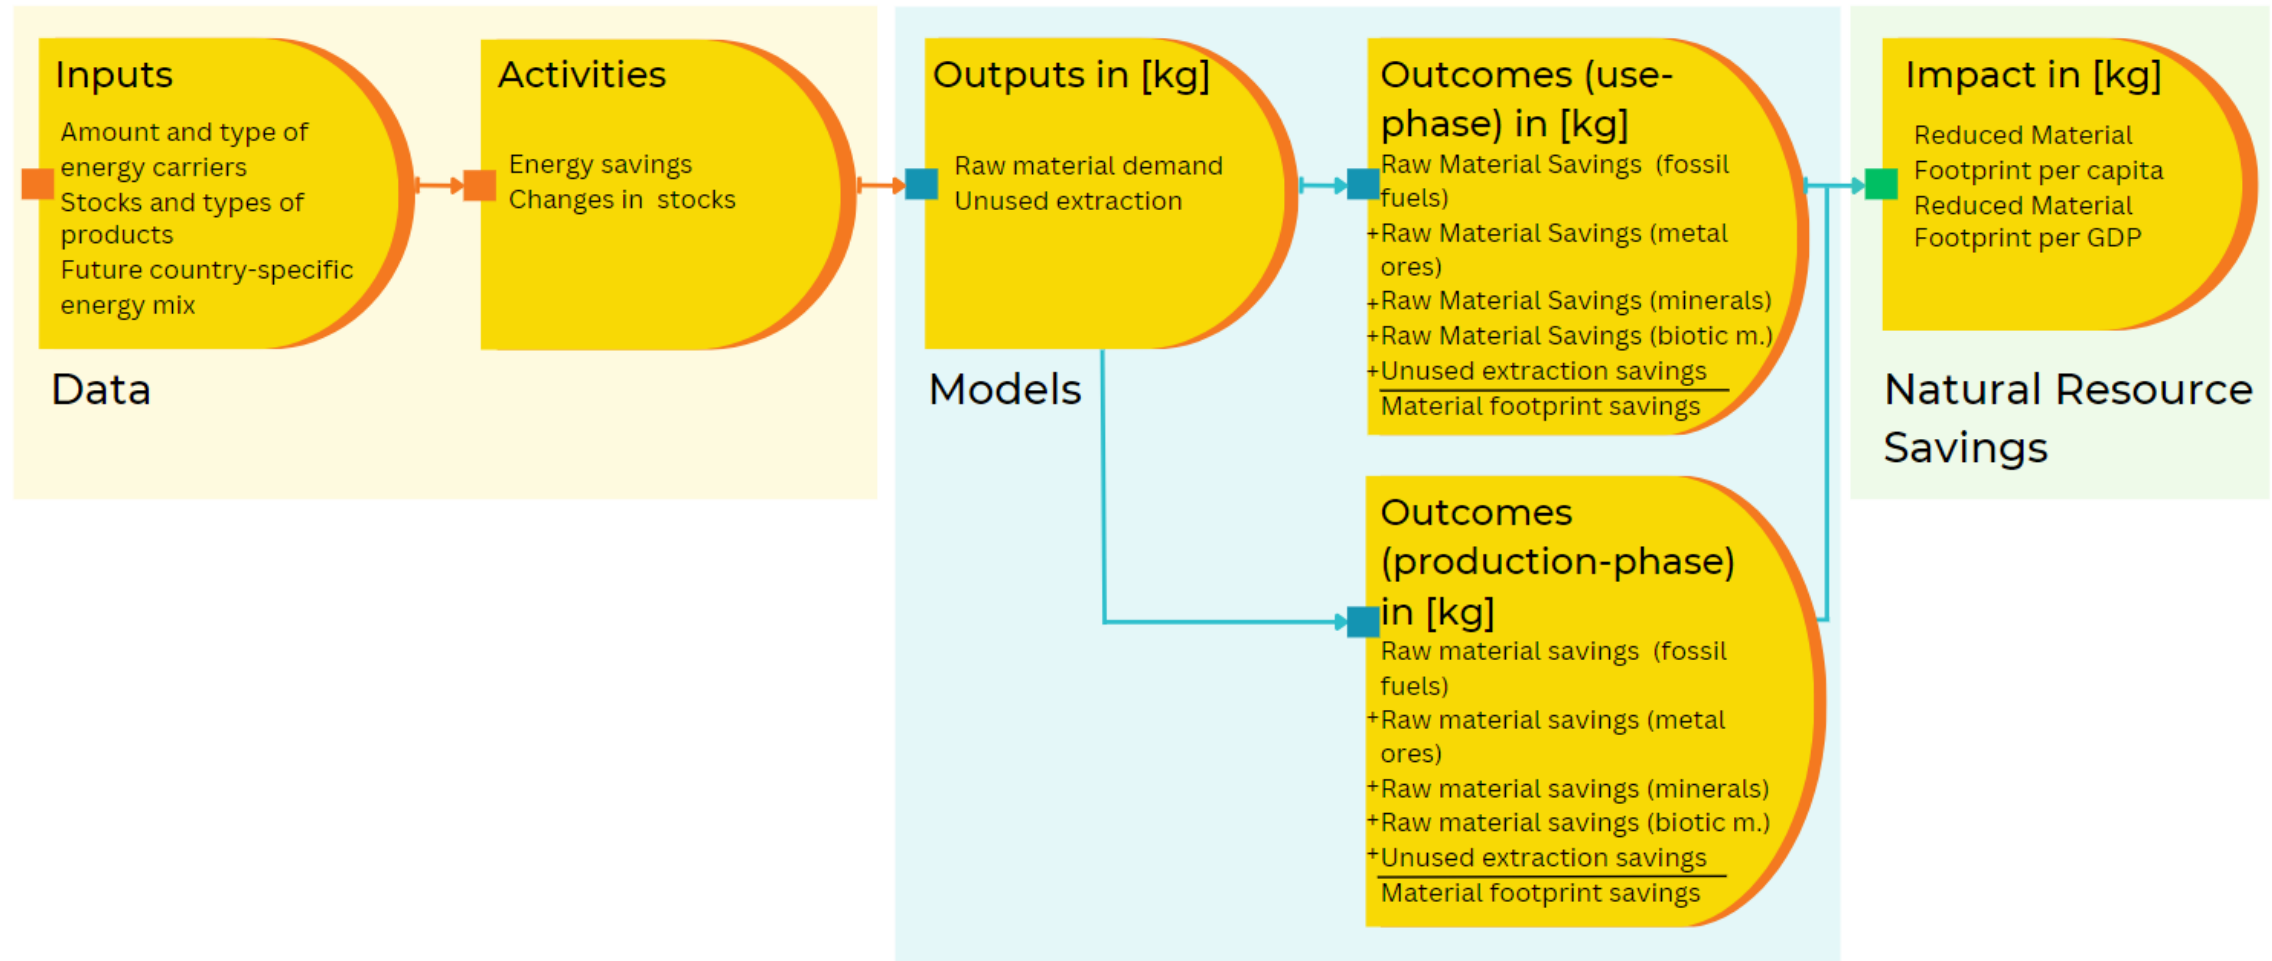 Inputs
Amount and type of
energy carriers
Stocks and types of
products
Future country-specific
energy mix
Data
Activities
Energy savings
Changes in  stocks
Outputs in [kg]
Raw material demand
Unused extraction
Models
Outcomes (use-
phase) in [kg]
Raw Material Savings  (fossil
fuels)
+Raw Material Savings (metal
ores)
+Raw Material Savings (minerals)
+Raw Material Savings (biotic m.)
+Unused extraction savings
Material footprint savings
Outcomes
(production-phase)
in [kg]
Raw material savings  (fossil
fuels)
+Raw material savings (metal
ores)
+Raw material savings (minerals)
+Raw material savings (biotic m.)
+Unused extraction savings
Material footprint savings
Impact in [kg]
Reduced Material
Footprint per capita
Reduced Material
Footprint per GDP
Natural Resource
Savings